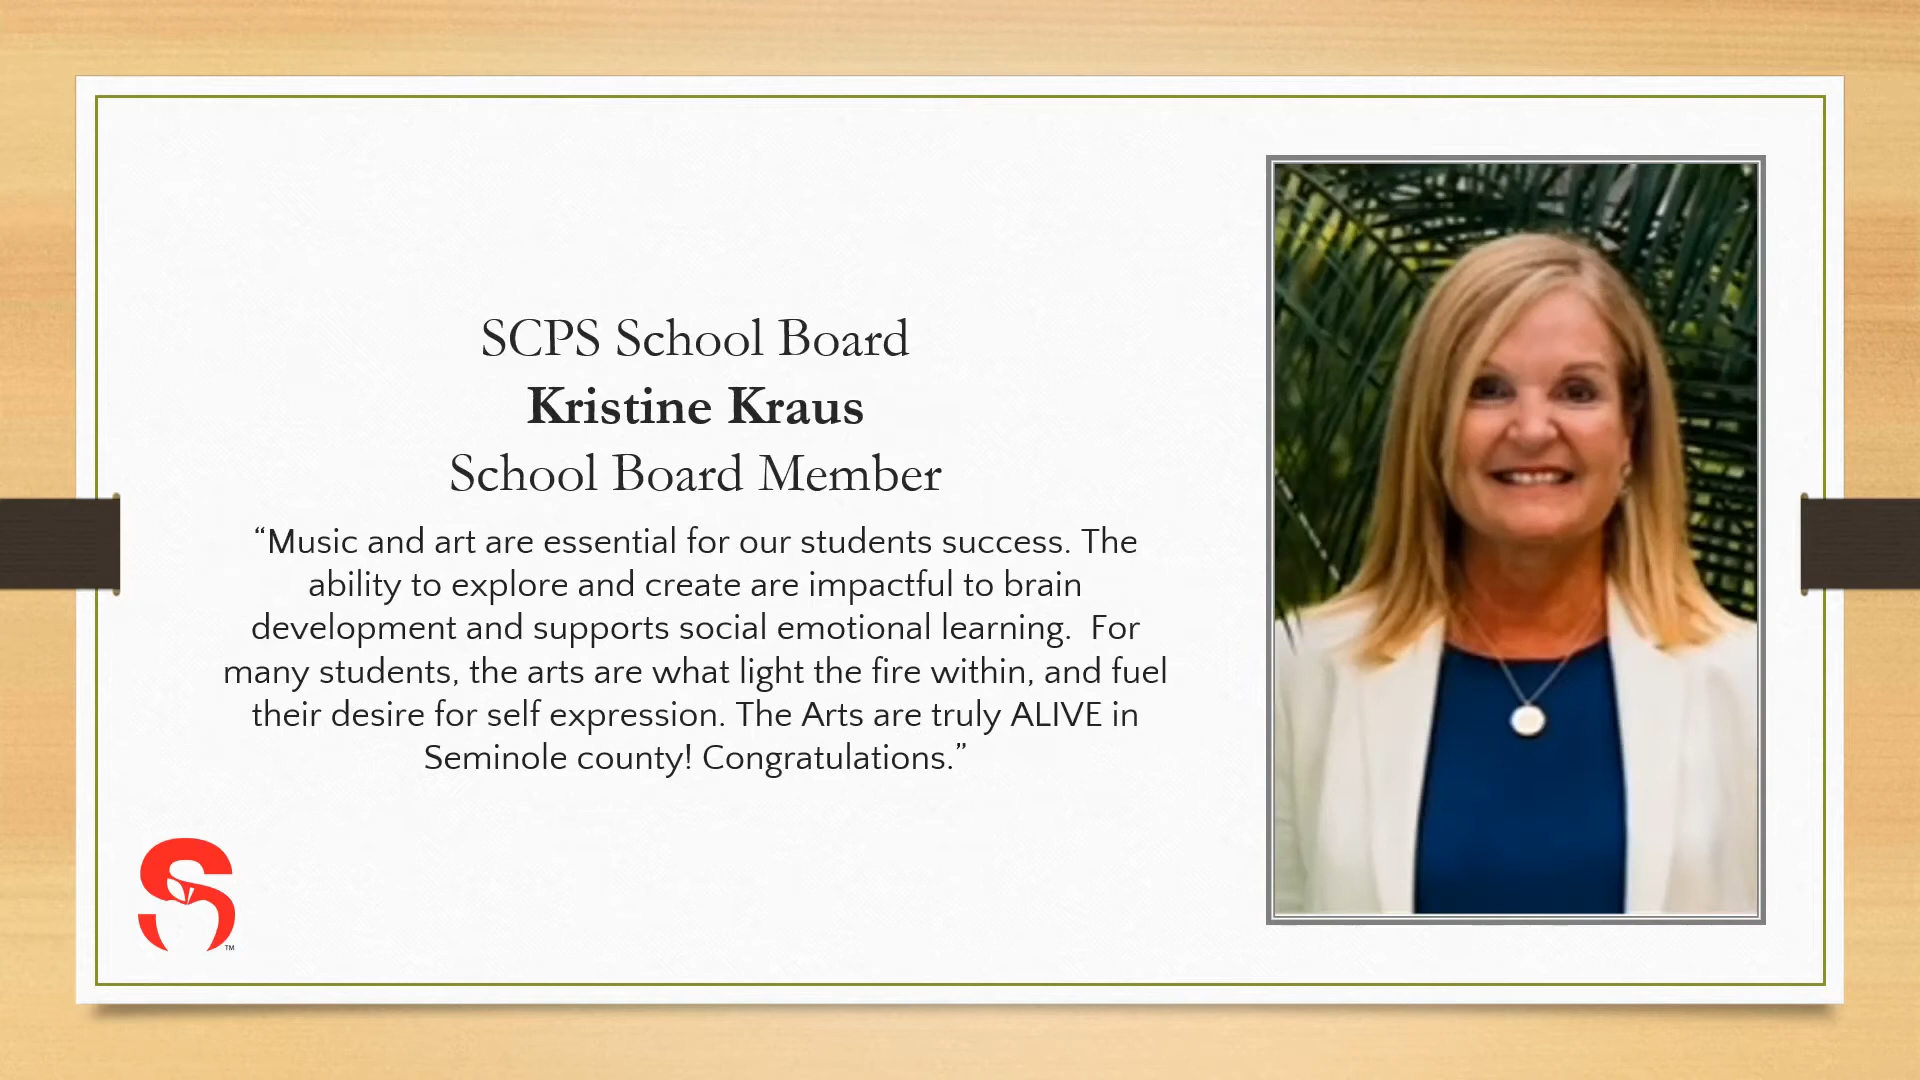 SCPS School Board
Kristine Kraus
School Board Member
“Music and art are essential for our students success. The
ability to explore and create are impactful to brain
development and supports social emotional learning.  For
many students, the arts are what light the fire within, and fuel
their desire for self expression. The Arts are truly ALIVE in
Seminole county! Congratulations.”
S
TM